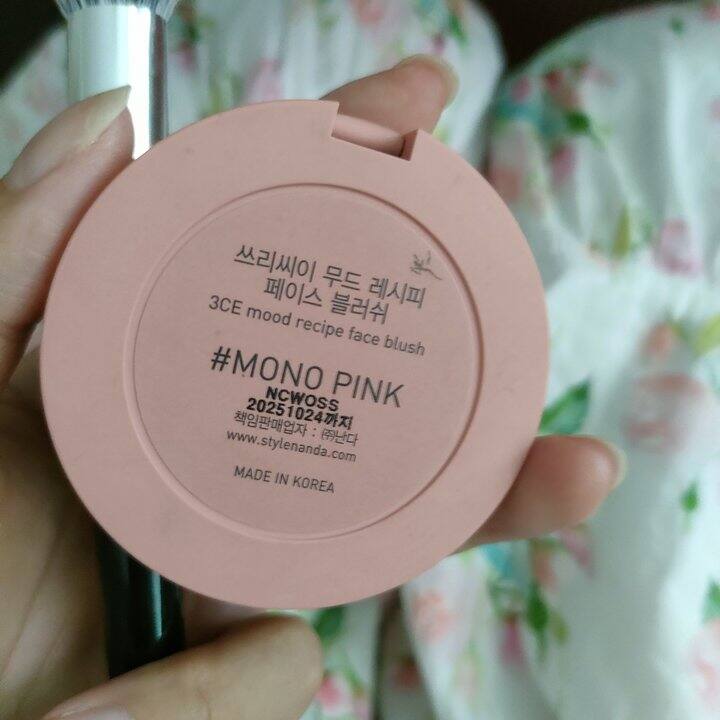 쓰리씨이 무드 레시피
페이스 블러쉬
3CE mood recipe face blush
#MONO PINK
NCWOSS
20251024까지
책임판매업자 : ㈜난다
www.stylenanda.com
MADE IN KOREA